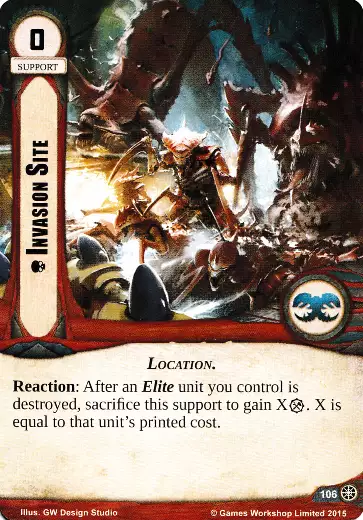 0
SUPPORT
INVASION SITE
LOCATION.
Reaction: After an Elite unit you control is
destroyed, sacrifice this support to gain X. X is
equal to that unit's printed cost.
106
Illus. GW Design Studio
© Games Workshop Limited 2015